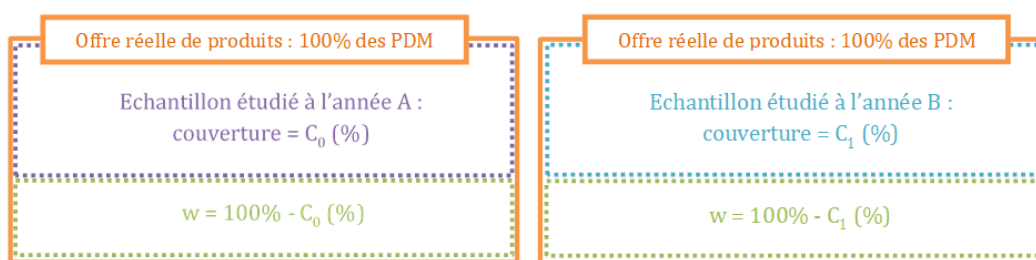 Offre réelle de produits : 100% des PDM
Echantillon étudié à l'année A :
couverture = C₀ (%)
w = 100% - C₀ (%)
Offre réelle de produits : 100% des PDM
Echantillon étudié à l'année B :
couverture = C₁ (%)
w = 100% - C₁ (%)